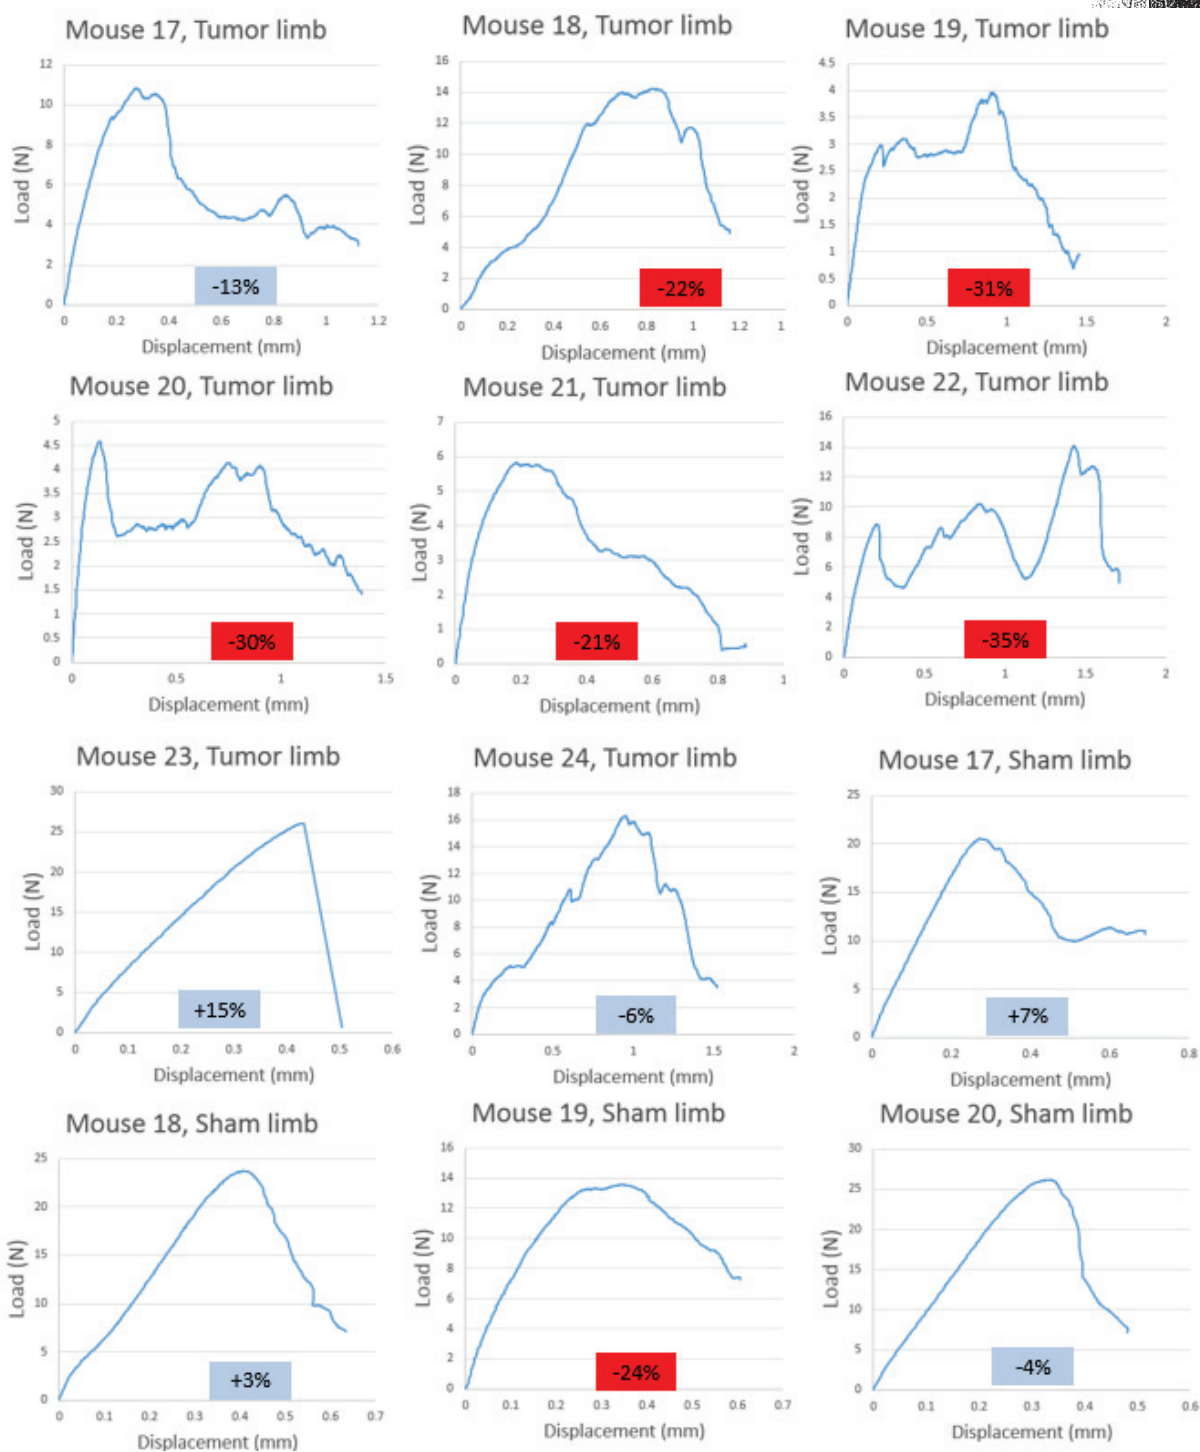 Mouse 17, Tumor limb
12
10
8
6
4
2
0
0 0.2 0.4 0.6 0.8 1 1.2
Load (N)
Displacement (mm)
-13%
Mouse 18, Tumor limb
16
14
12
10
8
6
4
2
0
0 0.2 0.4 0.6 0.8 1 1.2 1
Load (N)
Displacement (mm)
-22%
Mouse 19, Tumor limb
4.5
4
3.5
3
2.5
2
1.5
1
0.5
0
0 0.5 1 1.5 2
Load (N)
Displacement (mm)
-31%
Mouse 20, Tumor limb
5
4.5
4
3.5
3
2.5
2
1.5
1
0.5
0
0 0.5 1 1.5
Load (N)
Displacement (mm)
-30%
Mouse 21, Tumor limb
7
6
5
4
3
2
1
0
0 0.2 0.4 0.6 0.8 1
Load (N)
Displacement (mm)
-21%
Mouse 22, Tumor limb
16
14
12
10
8
6
4
2
0
0 0.5 1 1.5 2
Load (N)
Displacement (mm)
-35%
Mouse 23, Tumor limb
30
25
20
15
10
5
0
0 0.1 0.2 0.3 0.4 0.5 0.6
Load (N)
Displacement (mm)
+15%
Mouse 24, Tumor limb
18
16
14
12
10
8
6
4
2
0
0 0.5 1 1.5 2
Load (N)
Displacement (mm)
-6%
Mouse 17, Sham limb
25
20
15
10
5
0
0 0.2 0.4 0.6 0.8
Load (N)
Displacement (mm)
+7%
Mouse 18, Sham limb
25
20
15
10
5
0
0 0.1 0.2 0.3 0.4 0.5 0.6 0.7
Load (N)
Displacement (mm)
+3%
Mouse 19, Sham limb
16
14
12
10
8
6
4
2
0
0 0.1 0.2 0.3 0.4 0.5 0.6 0.7
Load (N)
Displacement (mm)
-24%
Mouse 20, Sham limb
30
25
20
15
10
5
0
0 0.1 0.2 0.3 0.4 0.5 0.6
Load (N)
Displacement (mm)
-4%